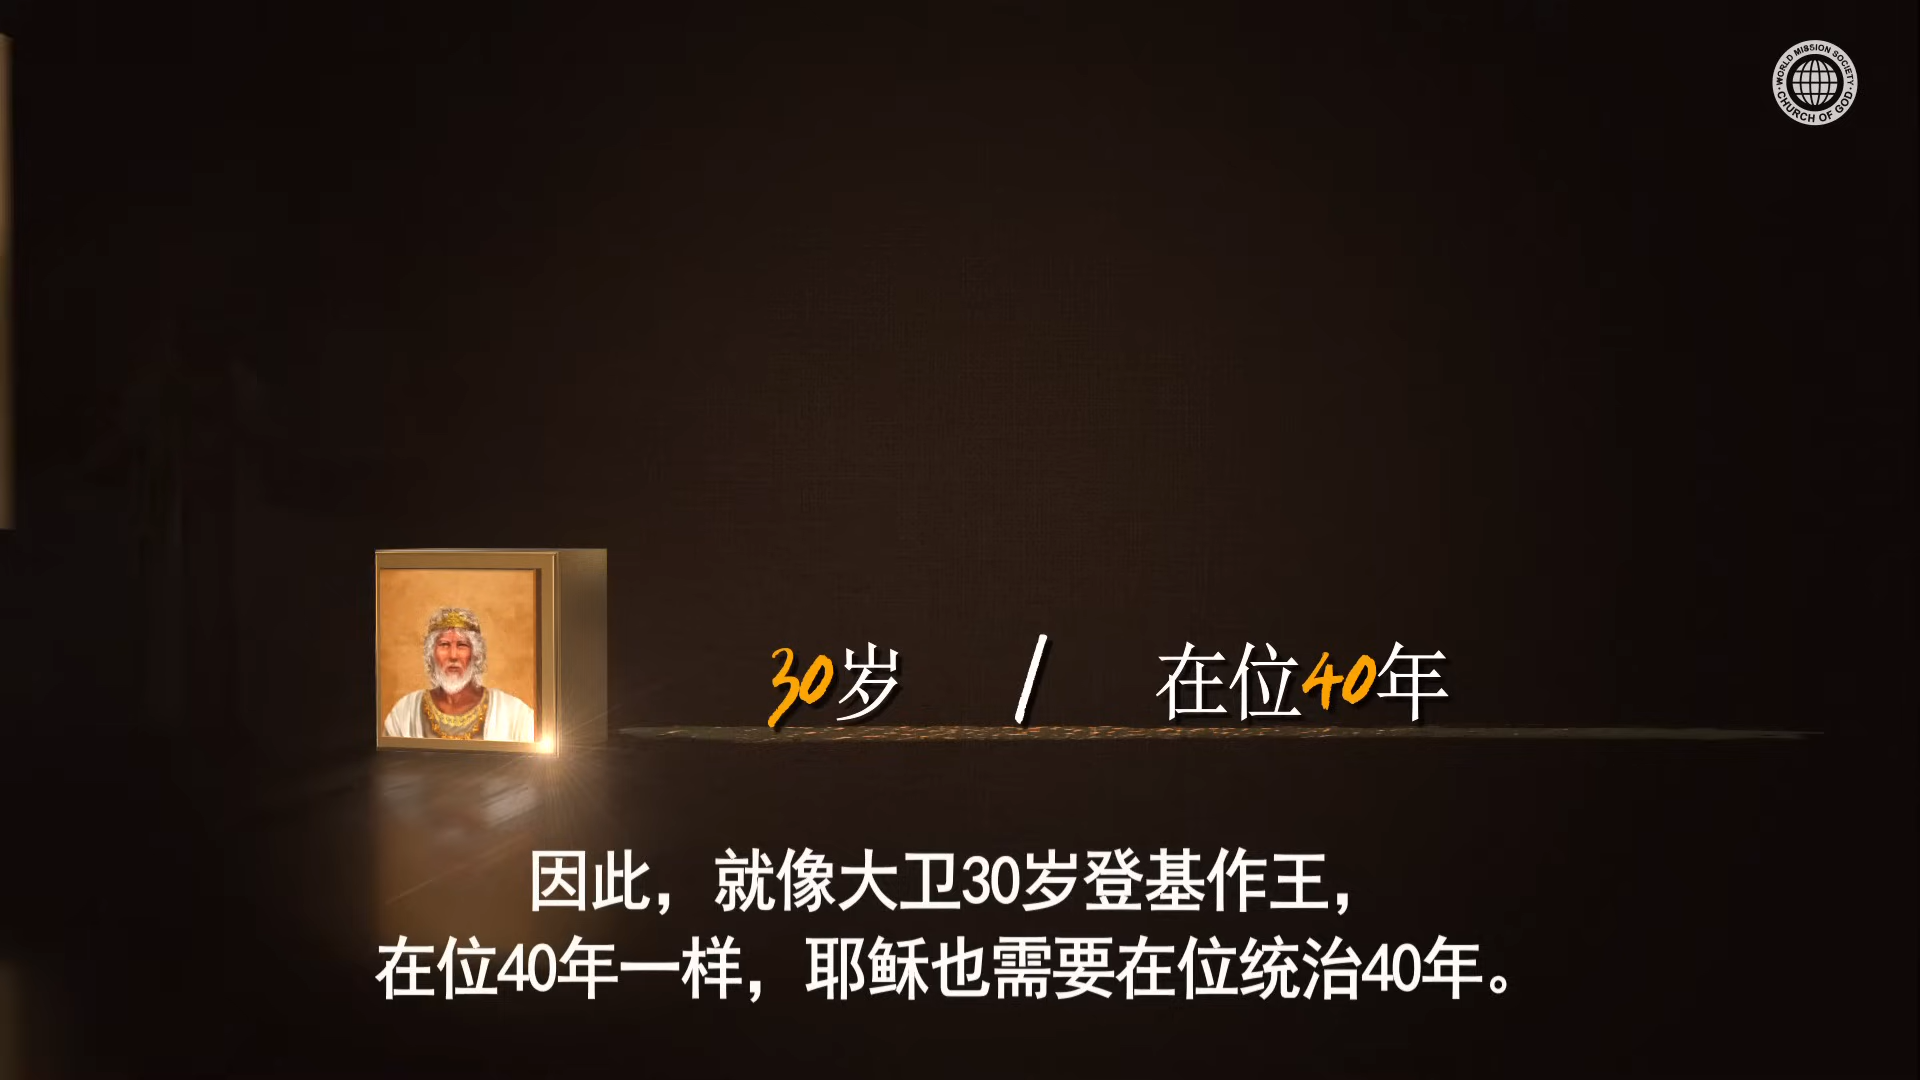 WORLD MISSION SOCIETY
CHURCH OF GOD
30岁 / 在位40年
因此，就像大卫30岁登基作王，
在位40年一样，耶稣也需要在位统治40年。